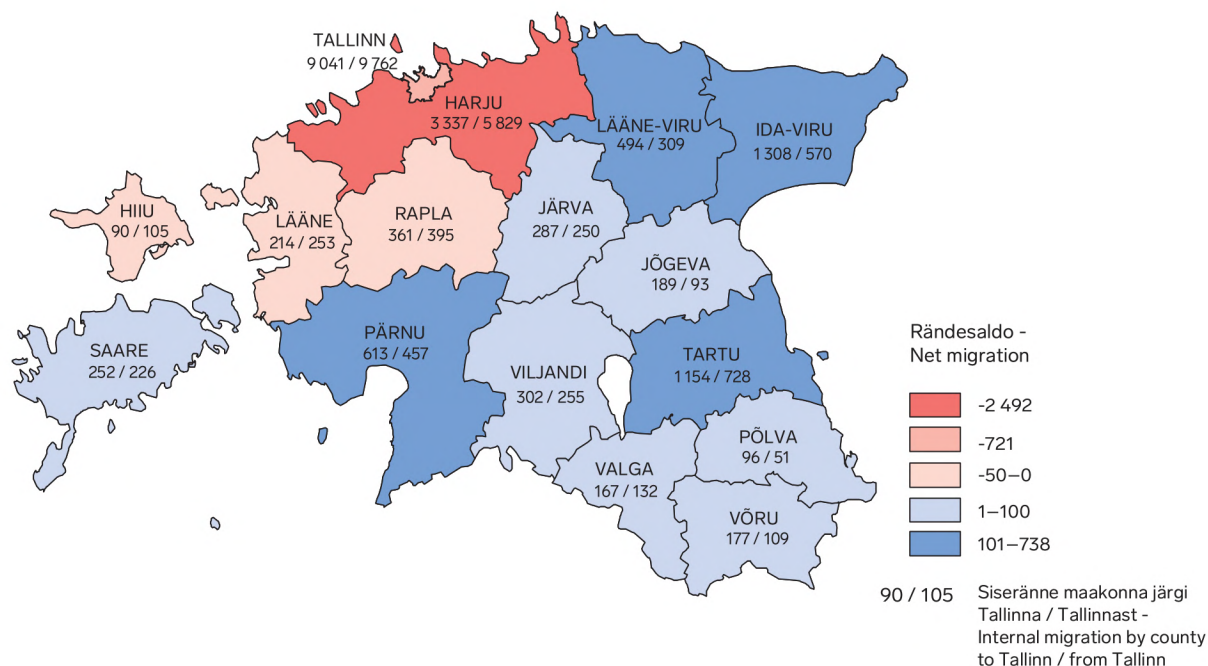 TALLINN
9 041 / 9 762
HARJU
3 337 / 5 829
LÄÄNE-VIRU
494 / 309
IDA-VIRU
1 308 / 570
HIIU
90 / 105
LÄÄNE
214 / 253
RAPLA
361 / 395
JÄRVA
287 / 250
JÕGEVA
189 / 93
SAARE
252 / 226
PÄRNU
613 / 457
VILJANDI
302 / 255
TARTU
1 154 / 728
PÕLVA
96 / 51
VALGA
167 / 132
VÕRU
177 / 109
Rändesaldo -
Net migration
-2 492
-721
-50–0
1–100
101–738
90 / 105
Siseränne maakonna järgi
Tallinna / Tallinnast -
Internal migration by county
to Tallinn / from Tallinn